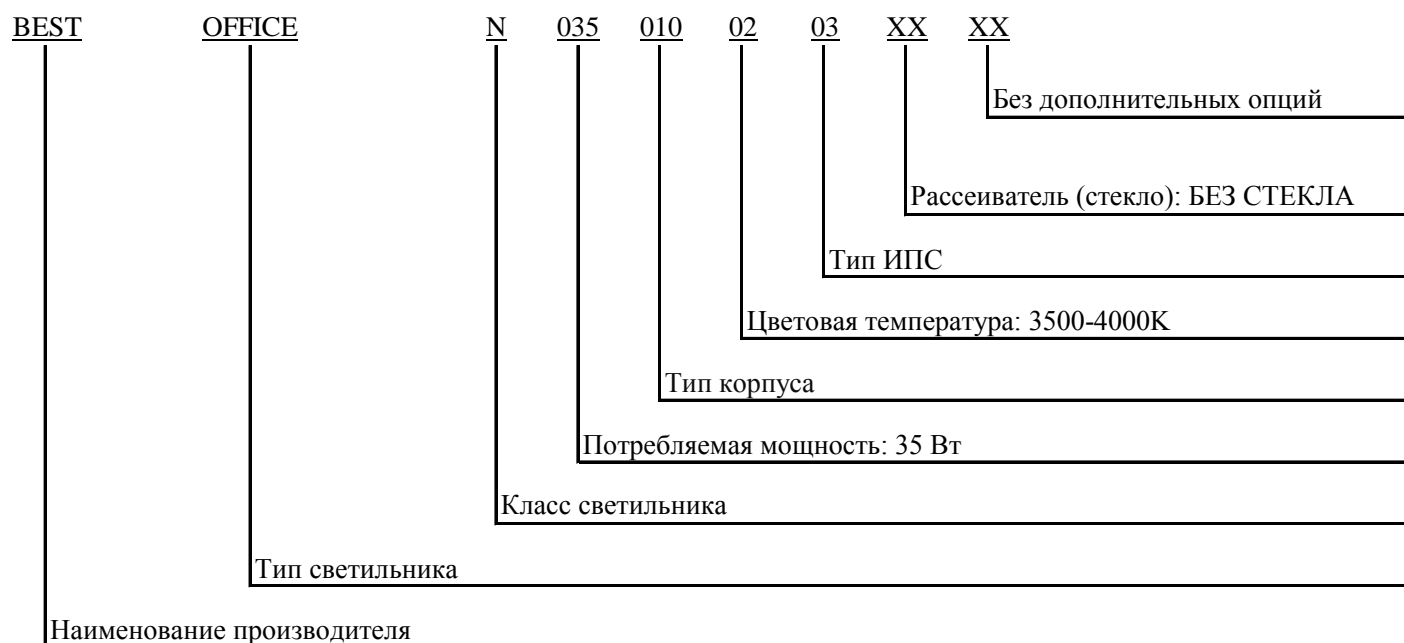 BEST OFFICE N 035 010 02 03 XX XX
Без дополнительных опций
Рассеиватель (стекло): БЕЗ СТЕКЛА
Тип ИПС
Цветовая температура: 3500-4000K
Тип корпуса
Потребляемая мощность: 35 Вт
Класс светильника
Тип светильника
Наименование производителя